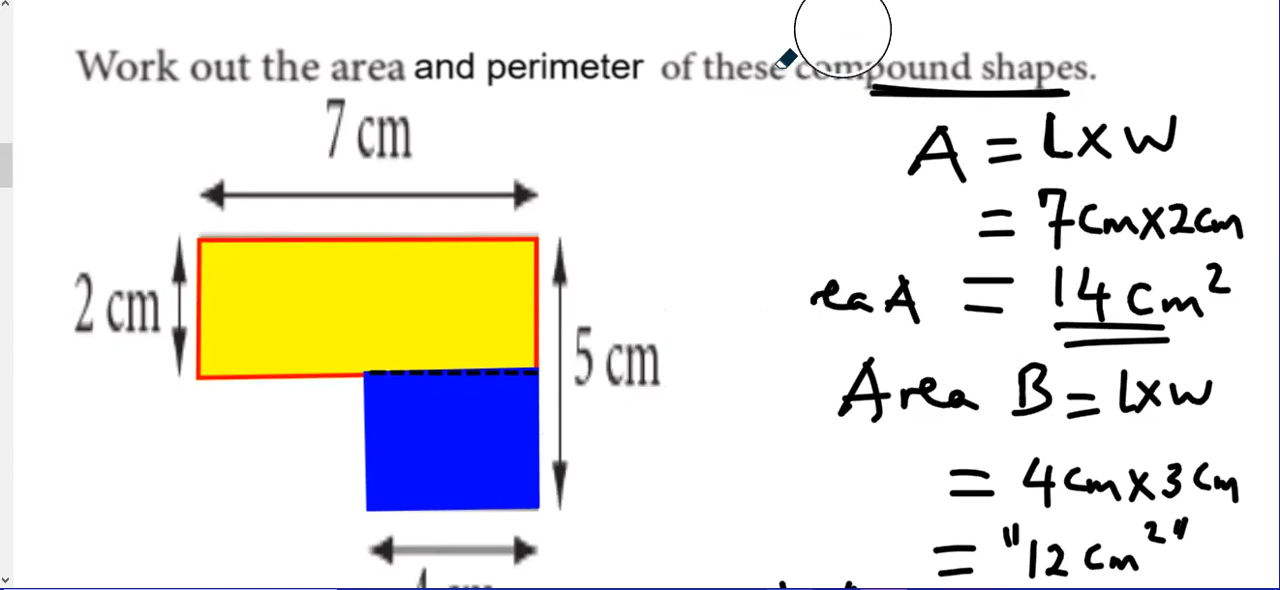 Work out the area and perimeter of these compound shapes.
7 cm
2 cm
5 cm
A = L x W
= 7cm x 2cm
ea A = 14 cm²
Area B = L x W
= 4cm x 3cm
= "12 cm²"